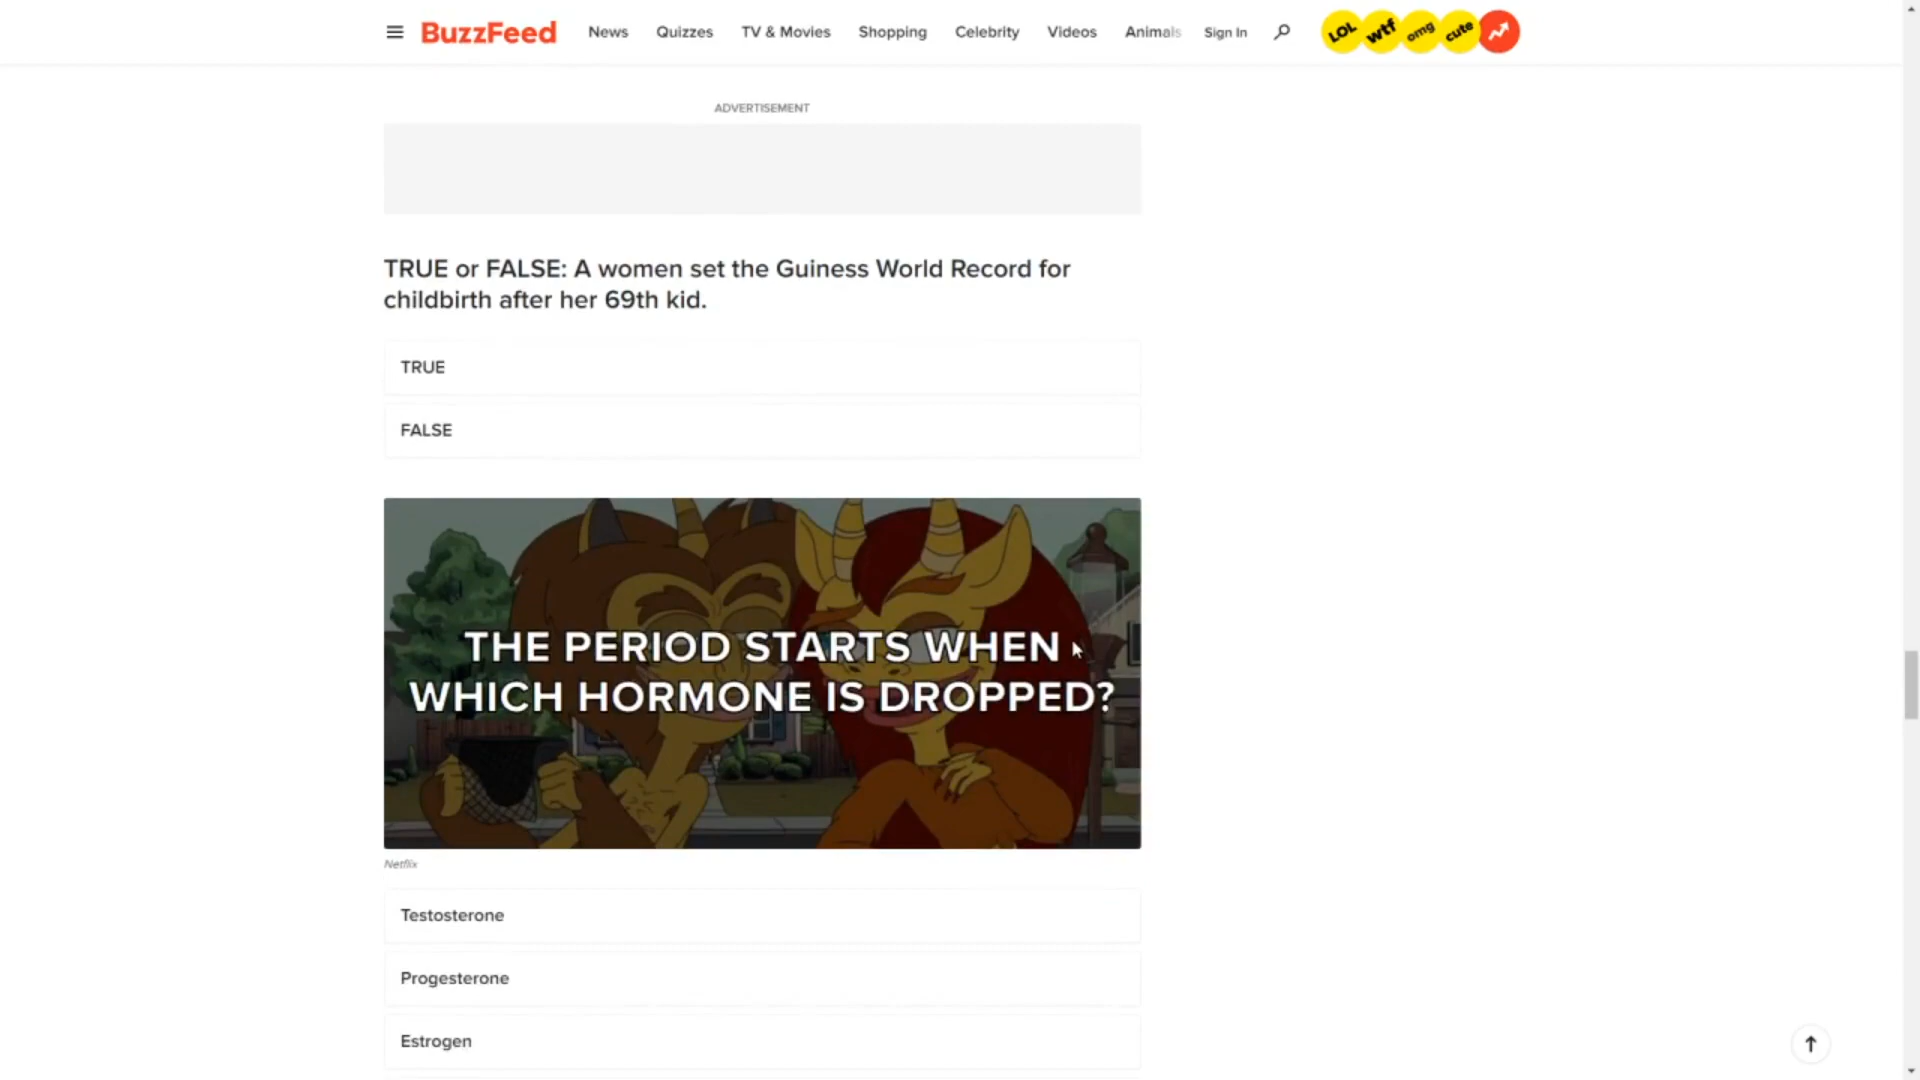 BuzzFeed News Quizzes TV & Movies Shopping Celebrity Videos Animals Sign In LOL wtf omg cute
ADVERTISEMENT
TRUE or FALSE: A women set the Guiness World Record for
childbirth after her 69th kid.
TRUE
FALSE
THE PERIOD STARTS WHEN
WHICH HORMONE IS DROPPED?
Netflix
Testosterone
Progesterone
Estrogen